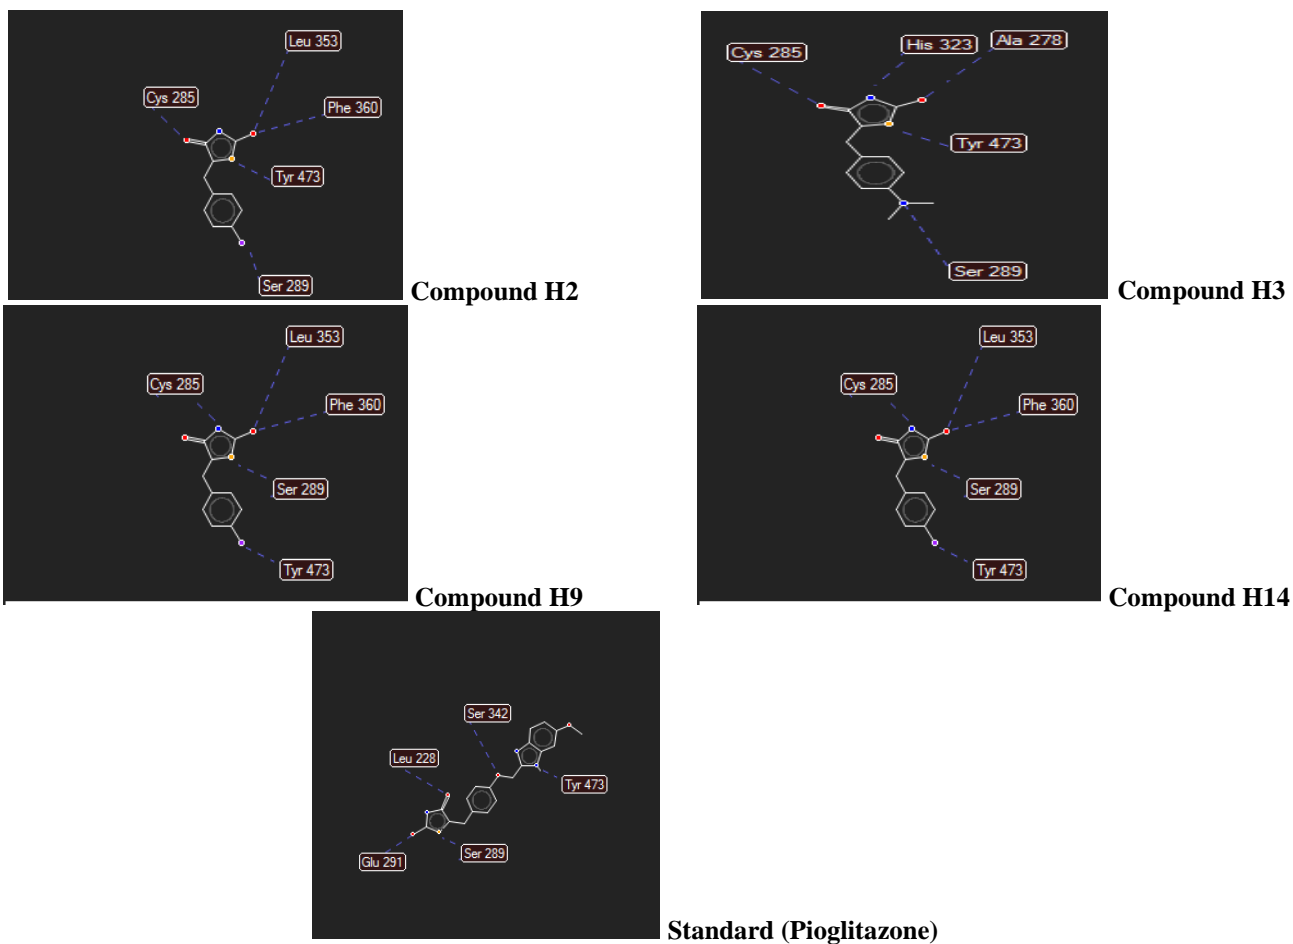 Leu 353
Cys 285
Phe 360
Tyr 473
Ser 289
Compound H2
His 323
Ala 278
Cys 285
Tyr 473
Ser 289
Compound H3
Leu 353
Cys 285
Phe 360
Ser 289
Tyr 473
Compound H9
Leu 353
Cys 285
Phe 360
Ser 289
Tyr 473
Compound H14
Ser 342
Leu 228
Tyr 473
Ser 289
Glu 291
Standard (Pioglitazone)